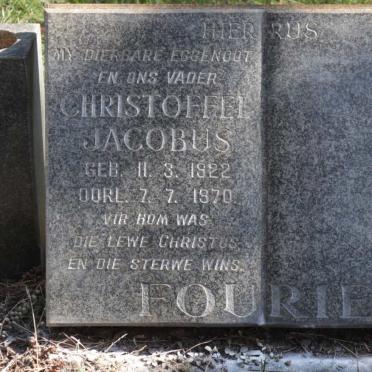 HIER RUS
MY DIERBARE EGGENOOT
EN ONS VADER
CHRISTOFFEL
JACOBUS
GEB. 11. 3. 1922
OORL. 7. 7. 1970.
VIR HOM WAS
DIE LEWE CHRISTUS
EN DIE STERWE WINS.
FOURIE